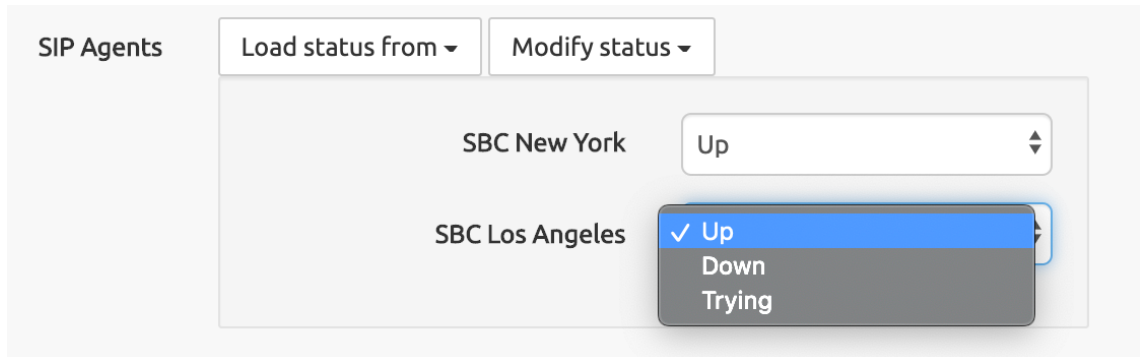 SIP Agents Load status from Modify status
SBC New York Up
SBC Los Angeles ✓ Up
Down
Trying